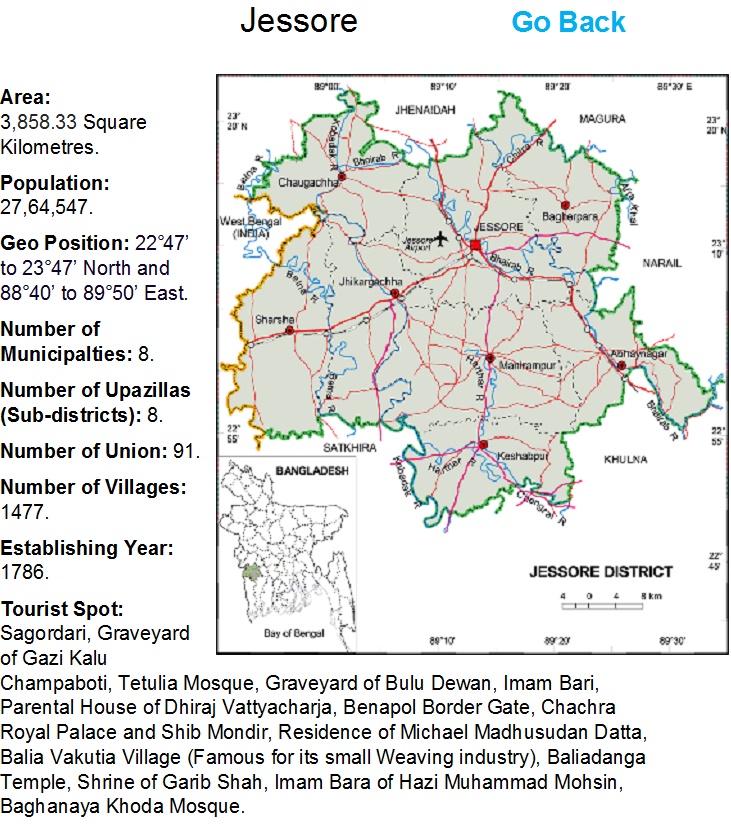 Jessore
Go Back
Area:
3,858.33 Square
Kilometres.
Population:
27,64,547.
Geo Position: 22°47’
to 23°47’ North and
88°40’ to 89°50’ East.
Number of
Municipalties: 8.
Number of Upazillas
(Sub-districts): 8.
Number of Union: 91.
Number of Villages:
1477.
Establishing Year:
1786.
Tourist Spot:
Sagordari, Graveyard
of Gazi Kalu
Champaboti, Tetulia Mosque, Graveyard of Bulu Dewan, Imam Bari,
Parental House of Dhiraj Vattyacharja, Benapol Border Gate, Chachra
Royal Palace and Shib Mondir, Residence of Michael Madhusudan Datta,
Balia Vakutia Village (Famous for its small Weaving industry), Baliadanga
Temple, Shrine of Garib Shah, Imam Bara of Hazi Muhammad Mohsin,
Baghanaya Khoda Mosque.
89°00'
89°10'
89°20'
89°30' E
23°
20' N
23°
20' N
JHENAIDAH
MAGURA
Kobadak R
Bhairab R
Chitra R
Betna R
Chaugachha
Bagherpara
West Bengal
(INDIA)
JESSORE
Jessore
Airport
23°
10'
NARAIL
Bhairab R
Betna R
Jhikargachha
Sharsha
Manirampur
Abhaynagar
Harihar R
Betna R
Bhairab R
22°
55'
22°
55'
SATKHIRA
Keshabpur
KHULNA
Kobadak R
Harihar R
BANGLADESH
Bay of Bengal
22°
45'
JESSORE DISTRICT
4 0 4 8 km
89°10'
89°20'
89°30'